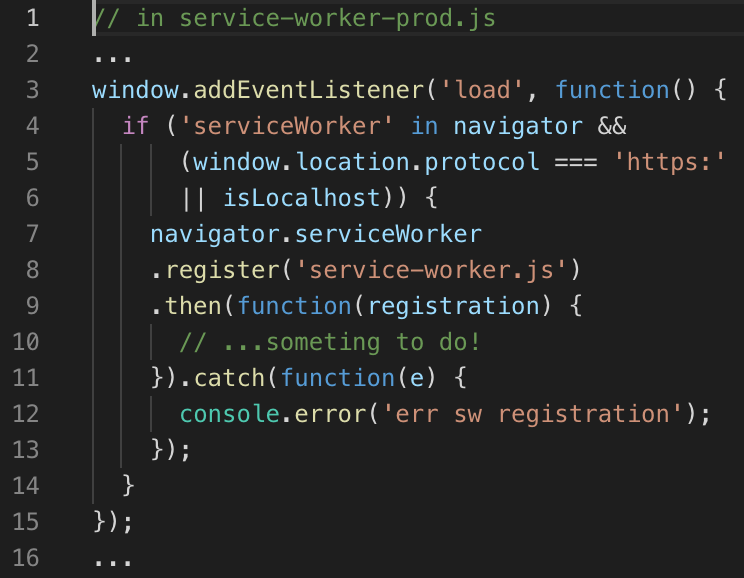 1 // in service-worker-prod.js
2 ...
3 window.addEventListener('load', function() {
4 if ('serviceWorker' in navigator &&
5 (window.location.protocol === 'https:'
6 || isLocalhost)) {
7 navigator.serviceWorker
8 .register('service-worker.js')
9 .then(function(registration) {
10 // ...someting to do!
11 }).catch(function(e) {
12 console.error('err sw registration');
13 });
14 }
15 });
16 ...